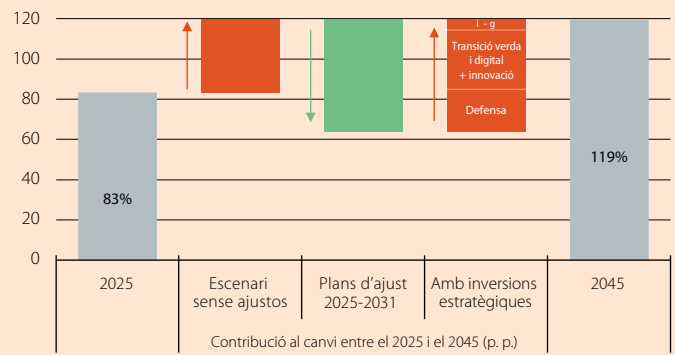 120
100
80
60
40
20
0
83%
i - g
Transició verda
i digital
+ innovació
Defensa
119%
2025
Escenari
sense ajustos
Plans d’ajust
2025-2031
Amb inversions
estratègiques
2045
Contribució al canvi entre el 2025 i el 2045 (p. p.)